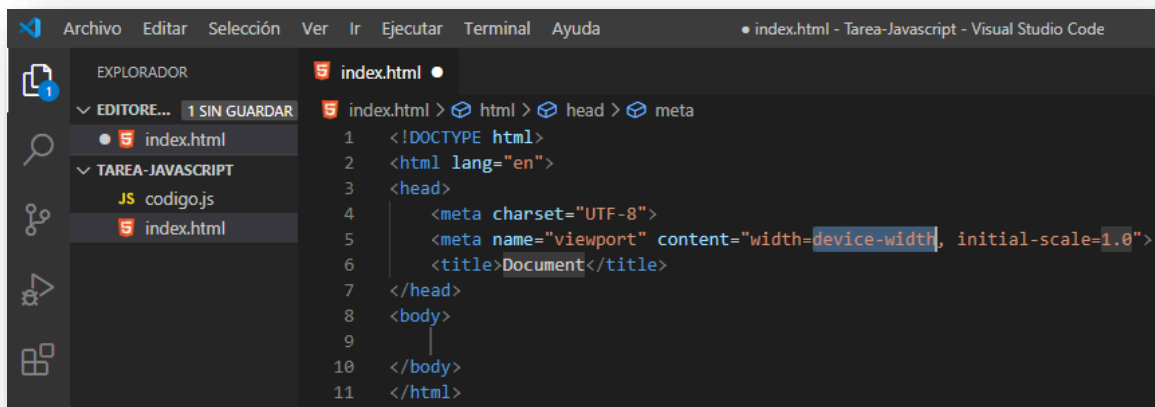 Archivo Editar Selección Ver Ir Ejecutar Terminal Ayuda ● index.html - Tarea-Javascript - Visual Studio Code
EXPLORADOR
EDITORE... 1 SIN GUARDAR
index.html
TAREA-JAVASCRIPT
JS codigo.js
index.html
1
index.html ●
index.html > html > head > meta
1 <!DOCTYPE html>
2 <html lang="en">
3 <head>
4 <meta charset="UTF-8">
5 <meta name="viewport" content="width=device-width, initial-scale=1.0">
6 <title>Document</title>
7 </head>
8 <body>
9
10 </body>
11 </html>